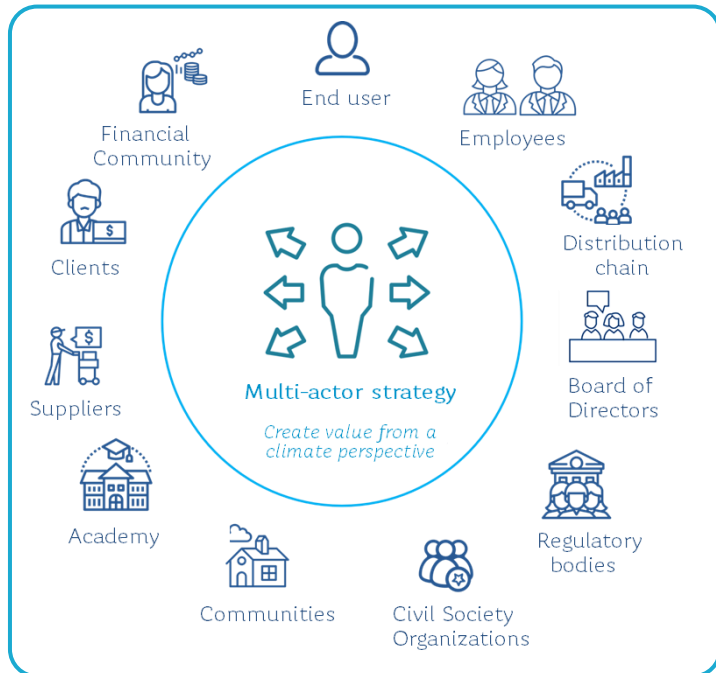 End user
Employees
Distribution
chain
Board of
Directors
Regulatory
bodies
Civil Society
Organizations
Communities
Academy
Suppliers
$
Clients
$
Financial
Community
Multi-actor strategy
Create value from a
climate perspective